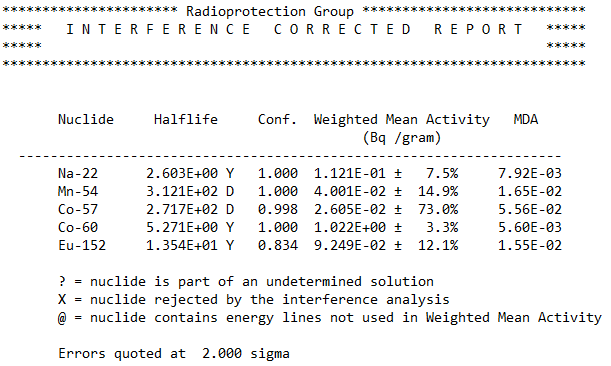 ********************** Radioprotection Group ****************************
*****   I N T E R F E R E N C E   C O R R E C T E D   R E P O R T   *****
*****                                                               *****
*************************************************************************
Nuclide     Halflife     Conf.  Weighted Mean Activity   MDA
(Bq /gram)
--------------------------------------------------------------------
Na-22    2.603E+00 Y   1.000  1.121E-01 ±   7.5%     7.92E-03
Mn-54    3.121E+02 D   1.000  4.001E-02 ±  14.9%     1.65E-02
Co-57    2.717E+02 D   0.998  2.605E-02 ±  73.0%     5.56E-02
Co-60    5.271E+00 Y   1.000  1.022E+00 ±   3.3%     5.60E-03
Eu-152   1.354E+01 Y   0.834  9.249E-02 ±  12.1%     1.55E-02
? = nuclide is part of an undetermined solution
X = nuclide rejected by the interference analysis
@ = nuclide contains energy lines not used in Weighted Mean Activity
Errors quoted at  2.000 sigma